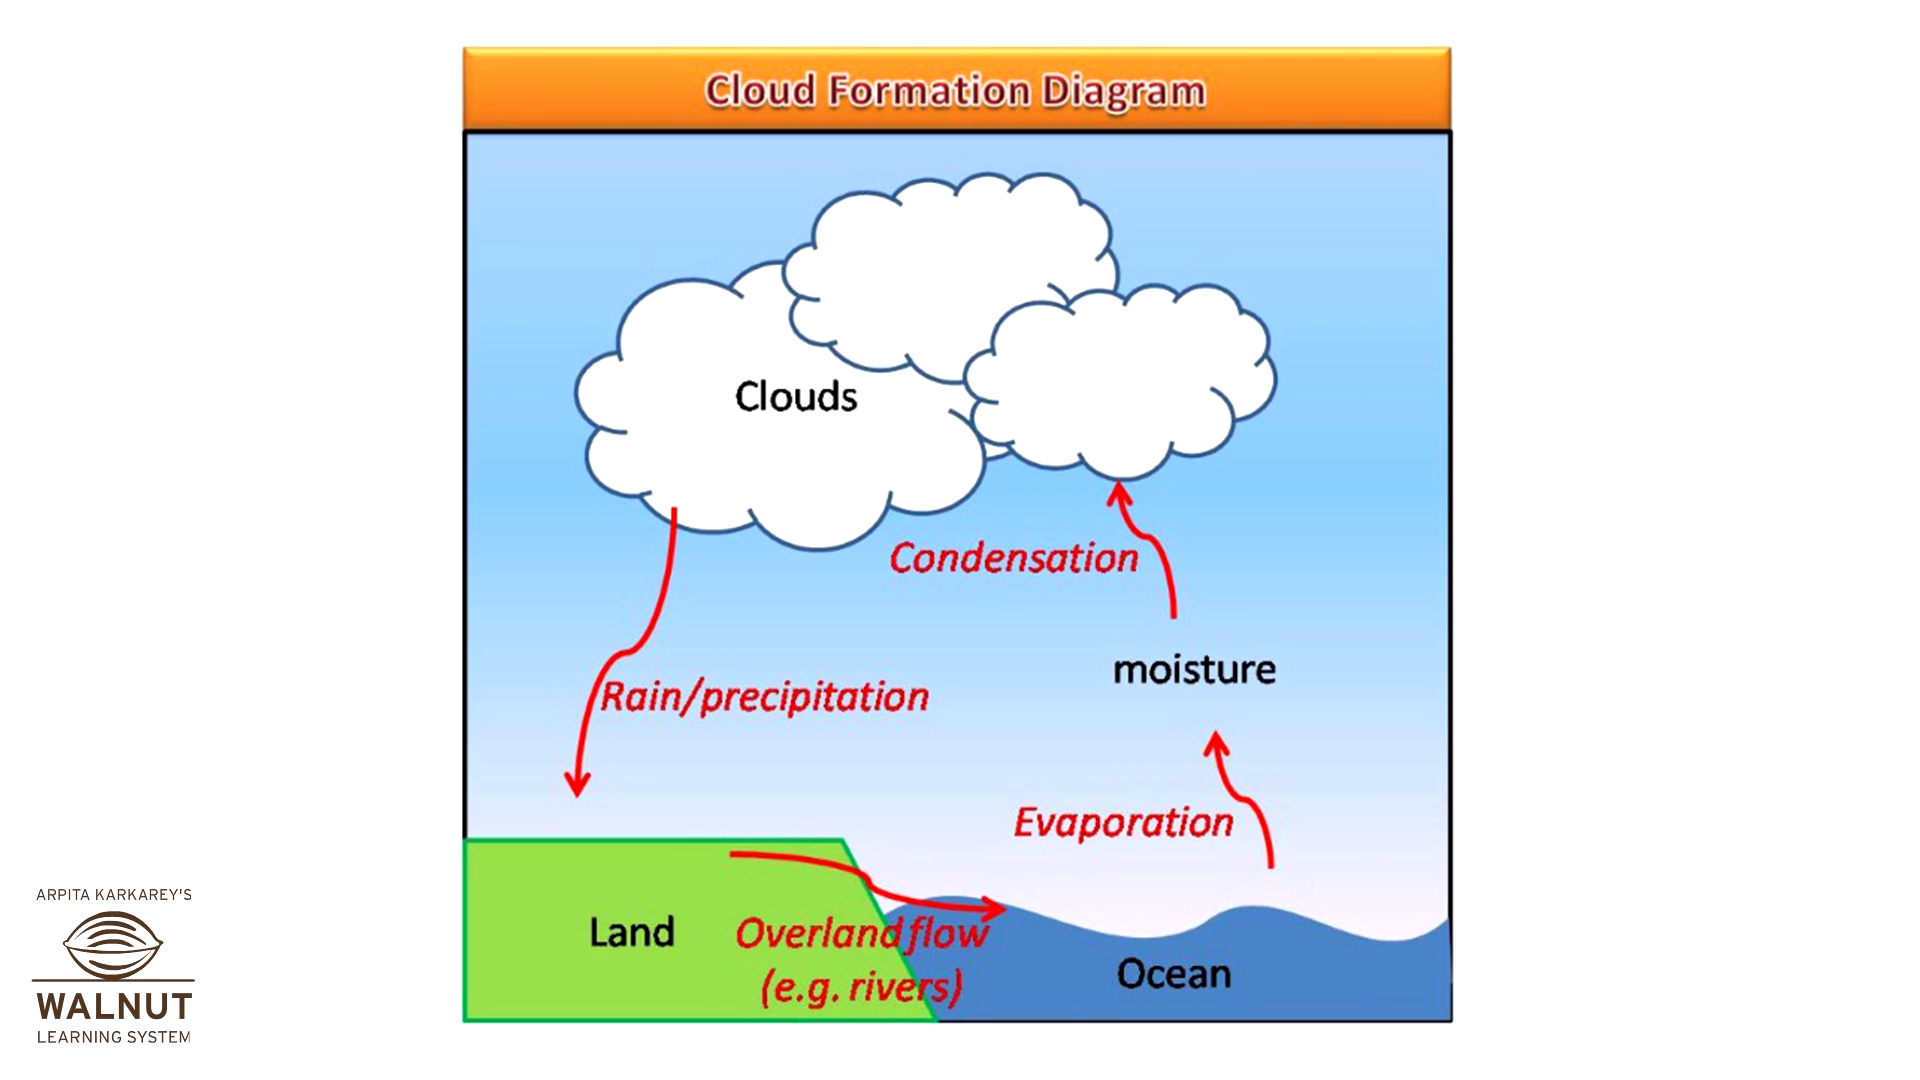 Cloud Formation Diagram
Clouds
Condensation
moisture
Rain/precipitation
Evaporation
Land
Overland flow
(e.g. rivers)
Ocean
ARPITA KARKAREY'S
WALNUT
LEARNING SYSTEM